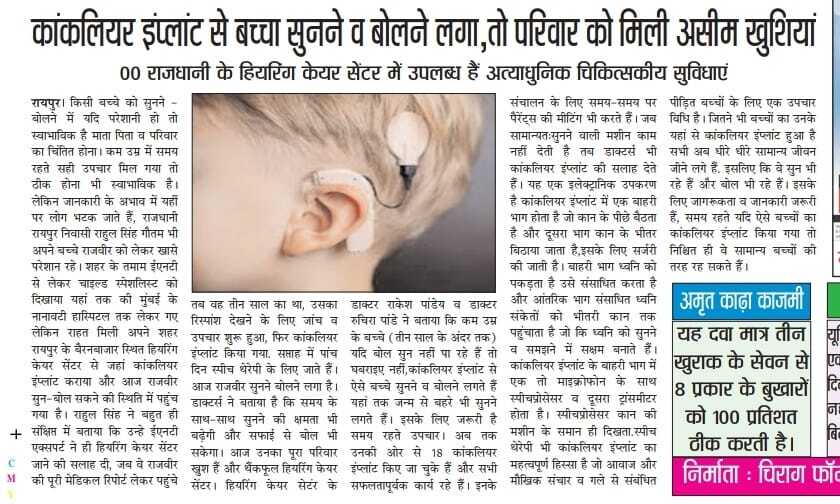 कांकलियर इंप्लांट से बच्चा सुनने व बोलने लगा,तो परिवार को मिली असीम खुशियां
00 राजधानी के हियरिंग केयर सेंटर में उपलब्ध हैं अत्याधुनिक चिकित्सकीय सुविधाएं
रायपुर। किसी बच्चे को सुनने -
बोलने में यदि परेशानी हो तो
स्वाभाविक है माता पिता व परिवार
का चिंतित होना। कम उम्र में समय
रहते सही उपचार मिल गया तो
ठीक होना भी स्वाभाविक है।
लेकिन जानकारी के अभाव में यहीं
पर लोग भटक जाते हैं, राजधानी
रायपुर निवासी राहुल सिंह गौतम भी
अपने बच्चे राजवीर को लेकर खासे
परेशान रहे। शहर के तमाम ईएनटी
से लेकर चाइल्ड स्पेशलिस्ट को
दिखाया यहां तक की मुंबई के
नानावटी हास्पिटल तक लेकर गए
लेकिन राहत मिली अपने शहर
रायपुर के बैरनबाजार स्थित हियरिंग
केयर सेंटर से जहां कांकलियर
इंप्लांट कराया और आज राजवीर
सुन-बोल सकने की स्थिति में पहुंच
गया है। राहुल सिंह ने बहुत ही
संक्षिप्त में बताया कि उन्हे ईएनटी
एक्सपर्ट ने ही हियरिंग केयर सेंटर
जाने की सलाह दी, जब वे राजवीर
की पूरी मेडिकल रिपोर्ट लेकर पहुंचे
तब वह तीन साल का था, उसका
रिस्पांश देखने के लिए जांच व
उपचार शुरू हुआ, फिर कांकलियर
इंप्लांट किया गया. सप्ताह में पांच
दिन स्पीच थेरेपी के लिए जाते हैं।
आज राजवीर सुनने बोलने लगा है।
डाक्टर्स ने बताया है कि समय के
साथ-साथ सुनने की क्षमता भी
बढ़ेगी और सफाई से बोल भी
सकेगा। आज उनका पूरा परिवार
खुश हैं और थैंकफूल हियरिंग केयर
सेंटर। हियरिंग केयर सेटरं के
डाक्टर राकेश पांडेय व डाक्टर
रुचिरा पांडे ने बताया कि कम उम्र
के बच्चे (तीन साल के अंदर तक)
यदि बोल सुन नहीं पा रहे हैं तो
घबराइए नहीं,कांकलियर इंप्लांट से
ऐसे बच्चे सुनने व बोलने लगते हैं
यहां तक जन्म से बहरे भी सुनने
लगते हैं। इसके लिए जरूरी है
समय रहते उपचार। अब तक
उनकी ओर से 18 कांकलियर
इंप्लांट किए जा चुके हैं और सभी
सफलतापूर्वक कार्य रहे हैं। इनके
संचालन के लिए समय-समय पर
पैरेंट्स की मीटिंग भी करते हैं। जब
सामान्यतःसुनने वाली मशीन काम
नहीं देती है तब डाक्टर्स भी
कांकलियर इंप्लांट की सलाह देते
हैं। यह एक इलेक्ट्रानिक उपकरण
है कांकलियर इंप्लांट में एक बाहरी
भाग होता है जो कान के पीछे बैठता
है और दूसरा भाग कान के भीतर
बिठाया जाता है,इसके लिए सर्जरी
की जाती है। बाहरी भाग ध्वनि को
पकड़ता है उसे संसाधित करता है
और आंतरिक भाग संसाधित ध्वनि
संकेतों को भीतरी कान तक
पहुंचाता है जो कि ध्वनि को सुनने
व समझने में सक्षम बनाते हैं।
कांकलियर इंप्लांट के बाहरी भाग में
एक तो माइक्रोफोन के साथ
स्पीचप्रोसेसर व दूसरा ट्रांसमीटर
होता है। स्पीचप्रोसेसर कान की
मशीन के समान ही दिखता.स्पीच
थेरेपी भी कांकलियर इंप्लांट का
महत्वपूर्ण हिस्सा है जो आवाज और
मौखिक संचार व गले से संबंधित
पीड़ित बच्चों के लिए एक उपचार
विधि है। जितने भी बच्चों का उनके
यहां से कांकलियर इंप्लांट हुआ है
सभी अब धीरे धीरे सामान्य जीवन
जीने लगे हैं. इसलिए कि वे सुन भी
रहे हैं और बोल भी रहे हैं। इसके
लिए जागरूकता व जानकारी जरूरी
हैं, समय रहते यदि ऐसे बच्चों का
कांकलियर इंप्लांट किया गया तो
निश्चित ही वे सामान्य बच्चों की
तरह रह सकते हैं।
अमृत काढ़ा काजमी
यह दवा मात्र तीन
खुराक के सेवन से
8 प्रकार के बुखारों
को 100 प्रतिशत
ठीक करती है।
निर्माता : चिराग फॉ
C
M